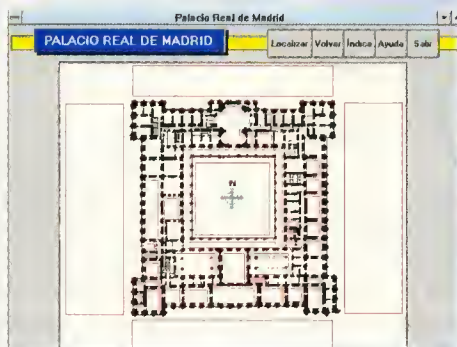 Palacio Real de Madrid
PALACIO REAL DE MADRID
Localizar Volver Indice Ayuda Salir
N